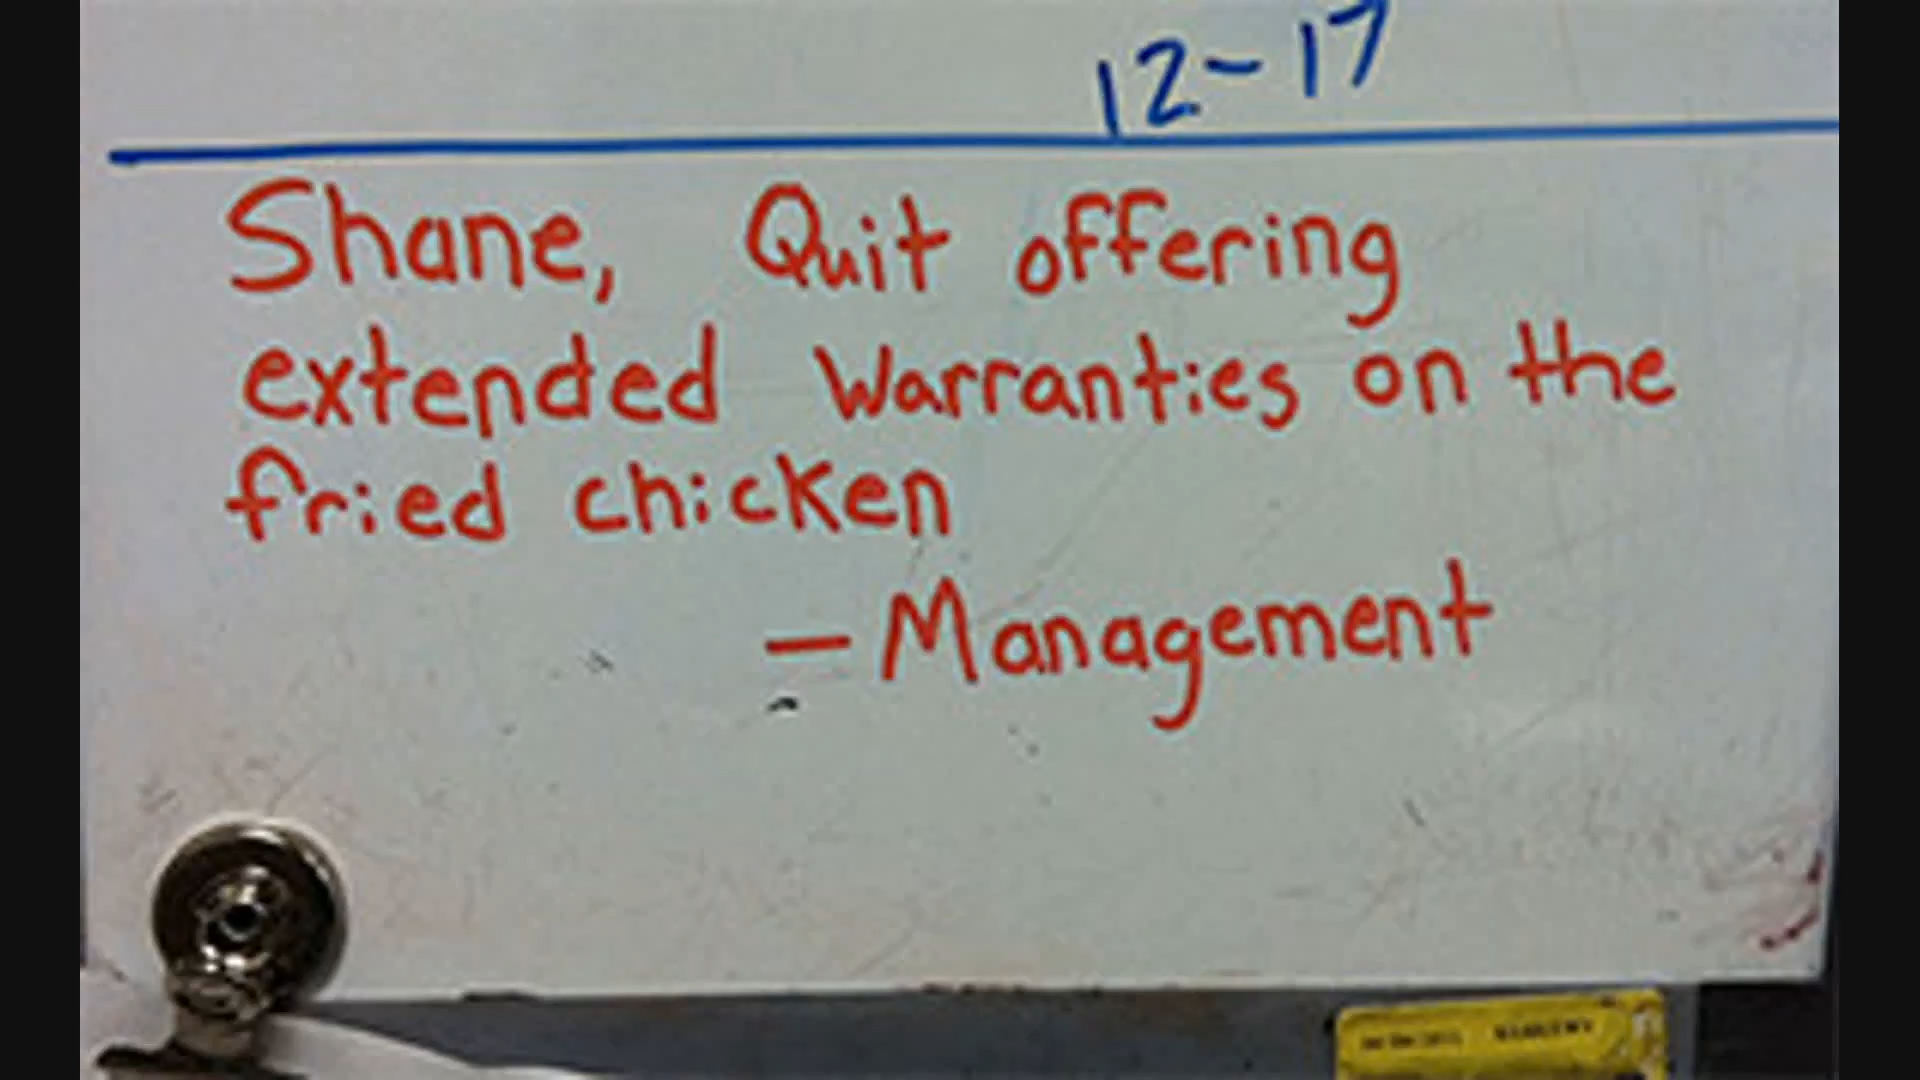 12-17
Shane, Quit offering
extended warranties on the
fried chicken
- Management